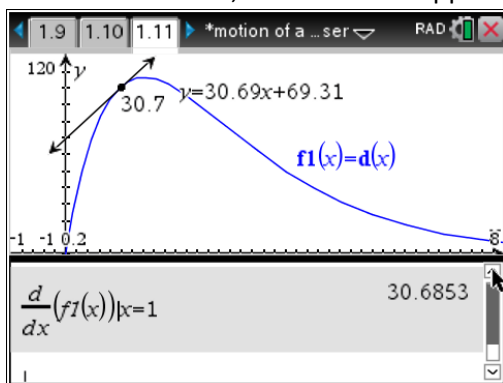 1.9 1.10 1.11 *motion of a ...ser RAD
120 y
30.7 y=30.69x+69.31
f1(x)=d(x)
-1 -1 0.2 8.
d/dx(f1(x))|x=1 30.6853